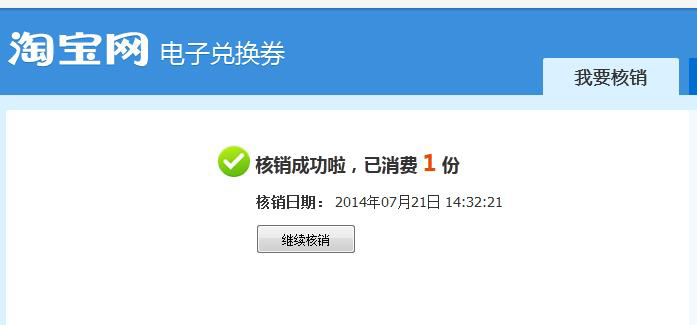 淘宝网 电子兑换券
我要核销
核销成功啦，已消费 1 份
核销日期： 2014年07月21日 14:32:21
继续核销